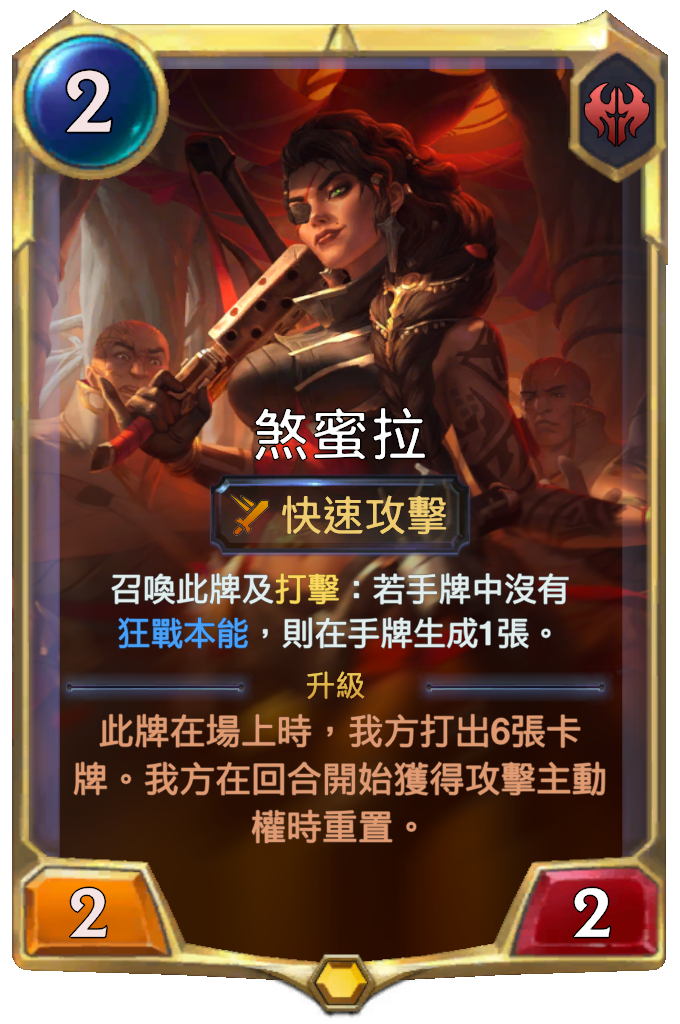 2
煞蜜拉
快速攻擊
召喚此牌及打擊：若手牌中沒有
狂戰本能，則在手牌生成1張。
升級
此牌在場上時，我方打出6張卡
牌。我方在回合開始獲得攻擊主動
權時重置。
2
2